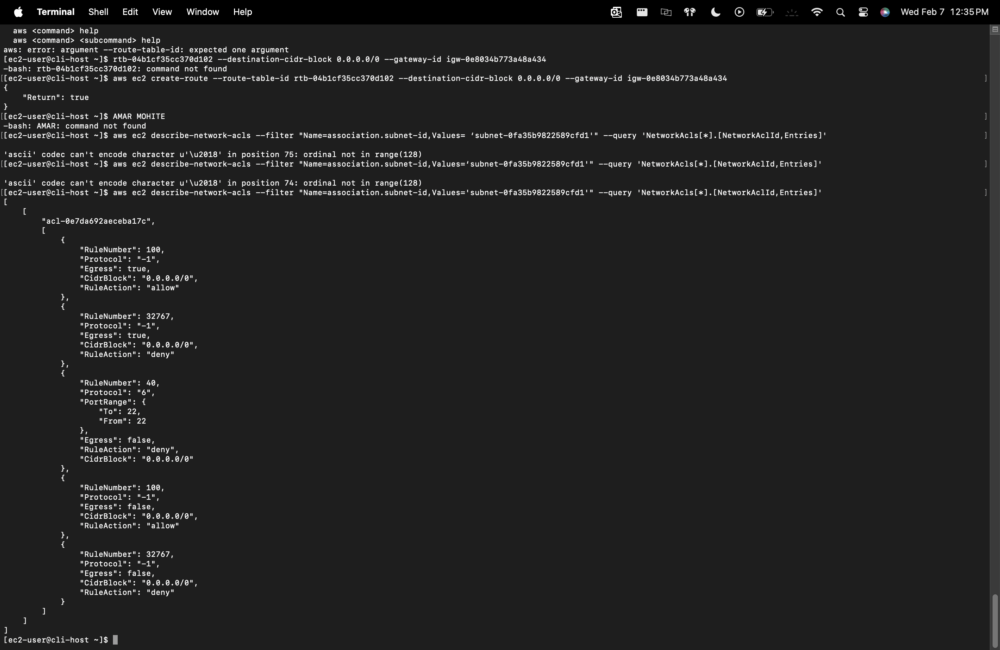 Terminal Shell Edit View Window Help Wed Feb 7 12:35 PM
  aws <command> help
  aws <command> <subcommand> help
aws: error: argument --route-table-id: expected one argument
[ec2-user@cli-host ~]$ rtb-04b1cf35cc370d102 --destination-cidr-block 0.0.0.0/0 --gateway-id igw-0e8034b773a48a434
-bash: rtb-04b1cf35cc370d102: command not found
[[ec2-user@cli-host ~]$ aws ec2 create-route --route-table-id rtb-04b1cf35cc370d102 --destination-cidr-block 0.0.0.0/0 --gateway-id igw-0e8034b773a48a434 ]
{
    "Return": true
}
[[ec2-user@cli-host ~]$ AMAR MOHITE ]
-bash: AMAR: command not found
[[ec2-user@cli-host ~]$ aws ec2 describe-network-acls --filter "Name=association.subnet-id,Values= ‘subnet-0fa35b9822589cfd1'" --query 'NetworkAcls[*].[NetworkAclId,Entries]' ]

'ascii' codec can't encode character u'\u2018' in position 75: ordinal not in range(128)
[[ec2-user@cli-host ~]$ aws ec2 describe-network-acls --filter "Name=association.subnet-id,Values=‘subnet-0fa35b9822589cfd1'" --query 'NetworkAcls[*].[NetworkAclId,Entries]' ]

'ascii' codec can't encode character u'\u2018' in position 74: ordinal not in range(128)
[[ec2-user@cli-host ~]$ aws ec2 describe-network-acls --filter "Name=association.subnet-id,Values='subnet-0fa35b9822589cfd1'" --query 'NetworkAcls[*].[NetworkAclId,Entries]' ]
[
    [
        "acl-0e7da692aeceba17c",
        [
            {
                "RuleNumber": 100,
                "Protocol": "-1",
                "Egress": true,
                "CidrBlock": "0.0.0.0/0",
                "RuleAction": "allow"
            },
            {
                "RuleNumber": 32767,
                "Protocol": "-1",
                "Egress": true,
                "CidrBlock": "0.0.0.0/0",
                "RuleAction": "deny"
            },
            {
                "RuleNumber": 40,
                "Protocol": "6",
                "PortRange": {
                    "To": 22,
                    "From": 22
                },
                "Egress": false,
                "RuleAction": "deny",
                "CidrBlock": "0.0.0.0/0"
            },
            {
                "RuleNumber": 100,
                "Protocol": "-1",
                "Egress": false,
                "CidrBlock": "0.0.0.0/0",
                "RuleAction": "allow"
            },
            {
                "RuleNumber": 32767,
                "Protocol": "-1",
                "Egress": false,
                "CidrBlock": "0.0.0.0/0",
                "RuleAction": "deny"
            }
        ]
    ]
]
[ec2-user@cli-host ~]$